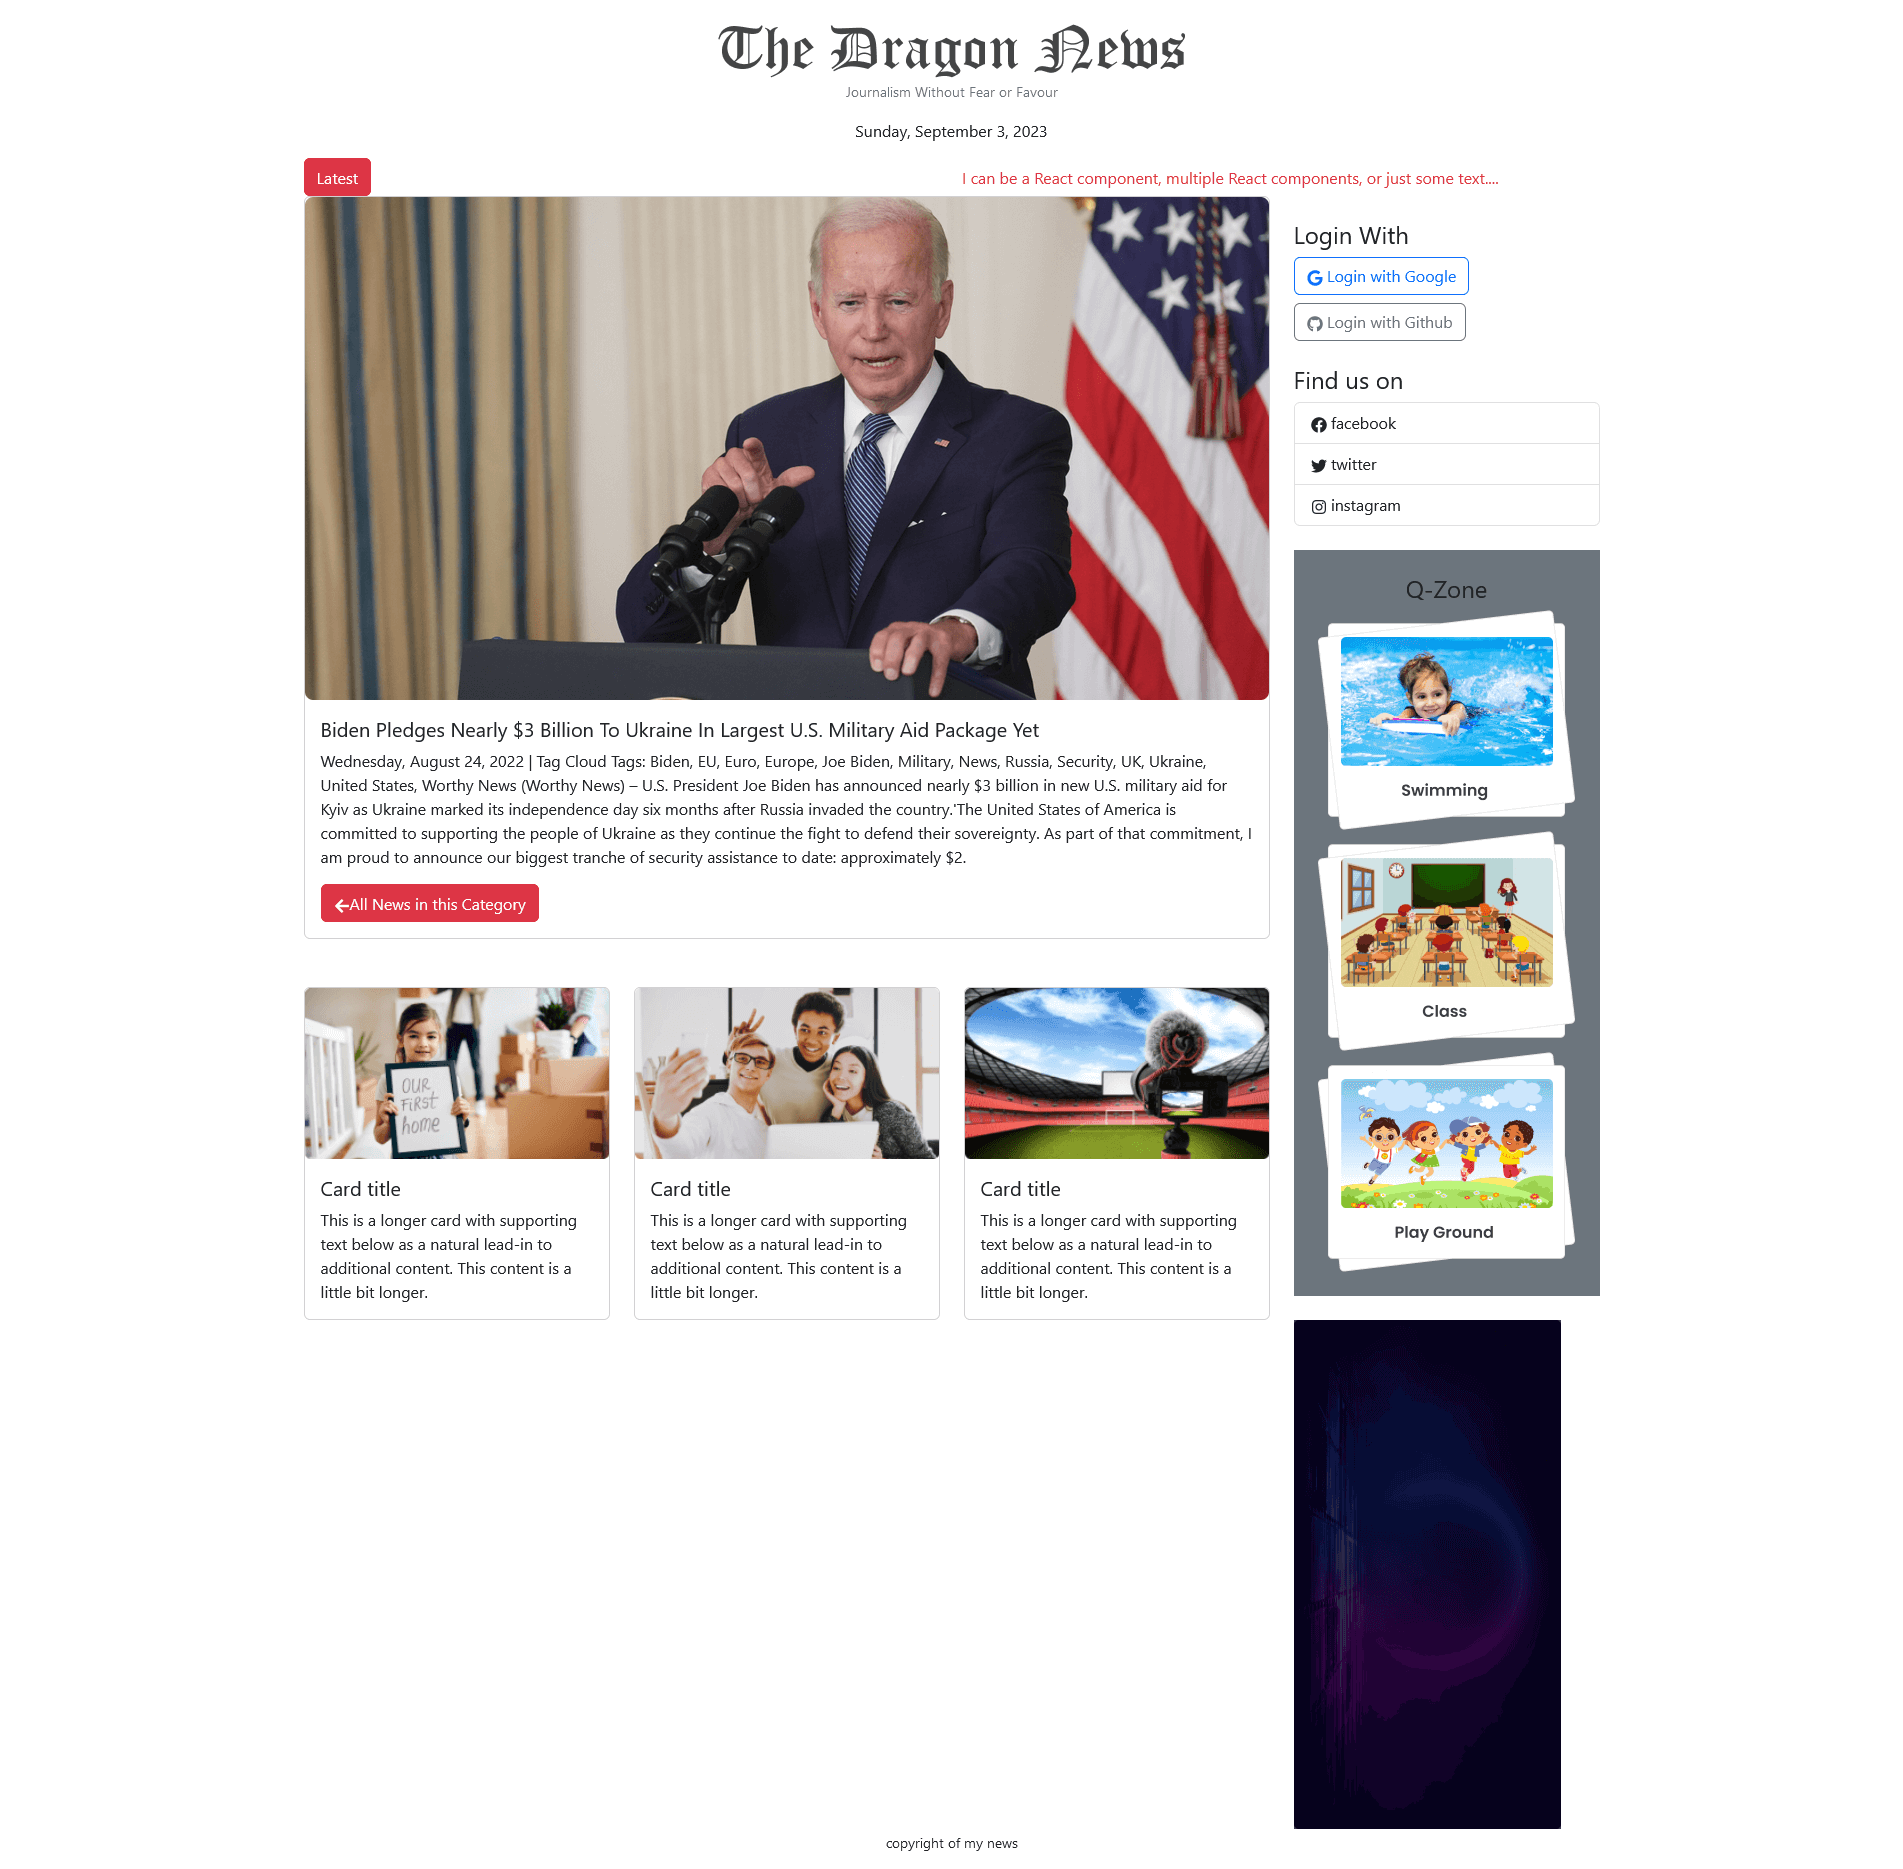 The Dragon News
Journalism Without Fear or Favour
Sunday, September 3, 2023
Latest
I can be a React component, multiple React components, or just some text....
Biden Pledges Nearly $3 Billion To Ukraine In Largest U.S. Military Aid Package Yet
Wednesday, August 24, 2022 | Tag Cloud Tags: Biden, EU, Euro, Europe, Joe Biden, Military, News, Russia, Security, UK, Ukraine,
United States, Worthy News (Worthy News) – U.S. President Joe Biden has announced nearly $3 billion in new U.S. military aid for
Kyiv as Ukraine marked its independence day six months after Russia invaded the country.'The United States of America is
committed to supporting the people of Ukraine as they continue the fight to defend their sovereignty. As part of that commitment, I
am proud to announce our biggest tranche of security assistance to date: approximately $2.
All News in this Category
OUR
FIRST
home
Card title
This is a longer card with supporting
text below as a natural lead-in to
additional content. This content is a
little bit longer.
Card title
This is a longer card with supporting
text below as a natural lead-in to
additional content. This content is a
little bit longer.
Card title
This is a longer card with supporting
text below as a natural lead-in to
additional content. This content is a
little bit longer.
Login With
Login with Google
Login with Github
Find us on
facebook
twitter
instagram
Q-Zone
Swimming
Class
Play Ground
copyright of my news